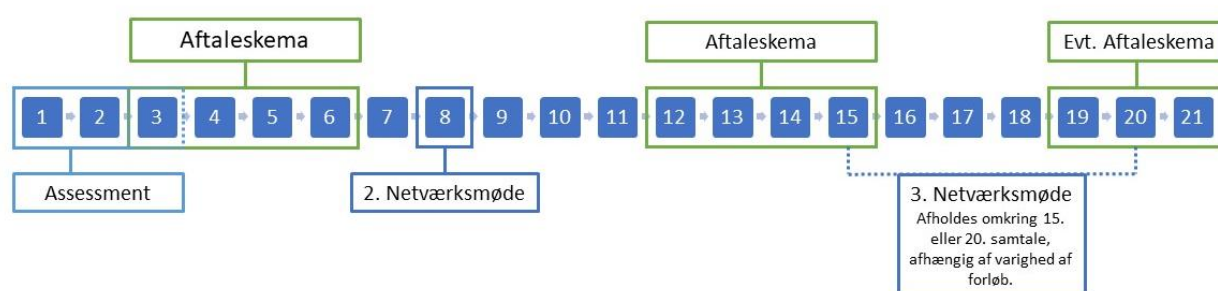 Aftaleskema
Aftaleskema
Evt. Aftaleskema
1 2 3 4 5 6 7 8 9 10 11 12 13 14 15 16 17 18 19 20 21
Assessment
2. Netværksmøde
3. Netværksmøde
Afholdes omkring 15.
eller 20. samtale,
afhængig af varighed af
forløb.